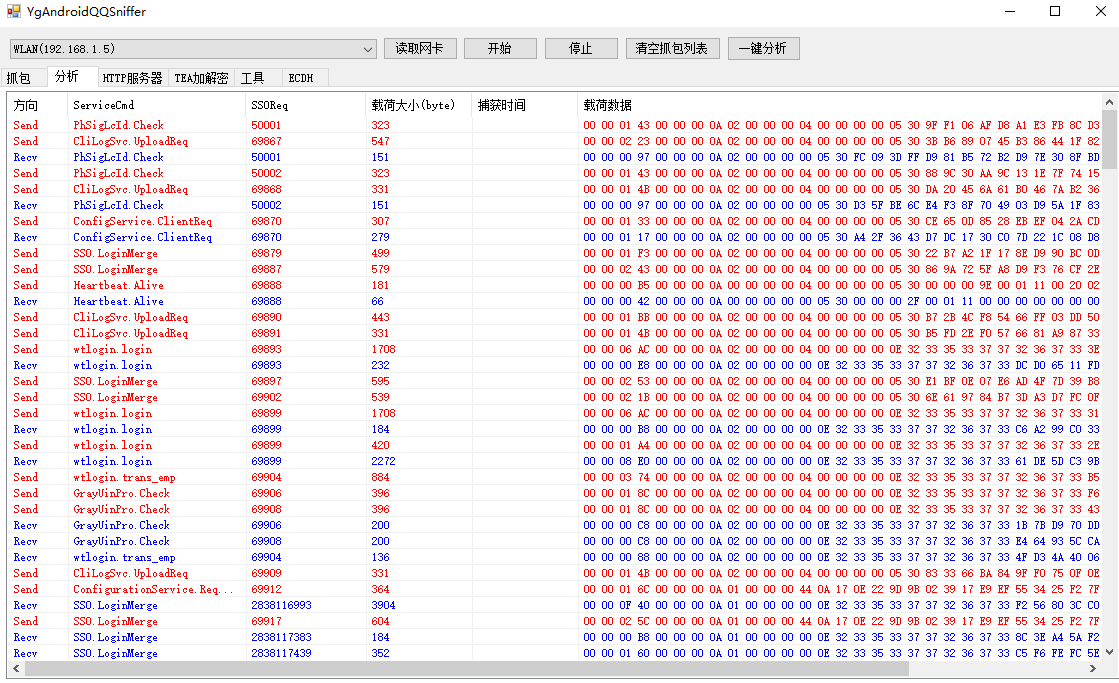 YgAndroidQQSniffer
WLAN(192.168.1.5) 读取网卡 开始 停止 清空抓包列表 一键分析
抓包 分析 HTTP服务器 TEA加解密 工具 ECDH
方向 ServiceCmd SSOReq 载荷大小(byte) 捕获时间 载荷数据
Send PhSigLcId.Check 50001 323 00 00 01 43 00 00 00 0A 02 00 00 00 04 00 00 00 00 05 30 9F F1 06 AF D8 A1 E3 FB 8C D3
Send CliLogSvc.UploadReq 69867 547 00 00 02 23 00 00 00 0A 02 00 00 00 04 00 00 00 00 05 30 3B B6 89 07 45 B3 86 44 1F 82
Recv PhSigLcId.Check 50001 151 00 00 00 97 00 00 00 0A 02 00 00 00 00 05 30 FC 09 3D FF D9 81 B5 72 B2 D9 7E 30 8F BD
Send PhSigLcId.Check 50002 323 00 00 01 43 00 00 00 0A 02 00 00 00 04 00 00 00 00 05 30 88 9C 30 AA 9C 13 1E 7F 74 15
Send CliLogSvc.UploadReq 69868 331 00 00 01 4B 00 00 00 0A 02 00 00 00 04 00 00 00 00 05 30 DA 20 45 6A 61 B0 46 7A B2 36
Recv PhSigLcId.Check 50002 151 00 00 00 97 00 00 00 0A 02 00 00 00 00 05 30 D3 5F BE 6C E4 F3 8F 70 49 03 D9 5A 1F 83
Send ConfigService.ClientReq 69870 307 00 00 01 33 00 00 00 0A 02 00 00 00 04 00 00 00 00 05 30 CE 65 0D 85 28 EB EF 04 2A CD
Recv ConfigService.ClientReq 69870 279 00 00 01 17 00 00 00 0A 02 00 00 00 00 05 30 A4 2F 36 43 D7 DC 17 30 C0 7D 22 1C 08 D8
Send SSO.LoginMerge 69879 499 00 00 01 F3 00 00 00 0A 02 00 00 00 04 00 00 00 00 05 30 22 B7 A2 1F 17 8E D9 90 BC 0D
Send SSO.LoginMerge 69887 579 00 00 02 43 00 00 00 0A 02 00 00 00 04 00 00 00 00 05 30 86 9A 72 5F A8 D9 F3 76 CF 2E
Send Heartbeat.Alive 69888 181 00 00 00 B5 00 00 00 0A 02 00 00 00 04 00 00 00 00 05 30 00 00 00 9E 00 01 11 00 20 02
Recv Heartbeat.Alive 69888 66 00 00 00 42 00 00 00 0A 02 00 00 00 00 05 30 00 00 00 2F 00 01 11 00 00 00 00 00 00 00
Send CliLogSvc.UploadReq 69890 443 00 00 01 BB 00 00 00 0A 02 00 00 00 04 00 00 00 00 05 30 B7 2B 4C F8 54 66 FF 03 DD 50
Send CliLogSvc.UploadReq 69891 331 00 00 01 4B 00 00 00 0A 02 00 00 00 04 00 00 00 00 05 30 B5 FD 2E F0 57 66 81 A9 87 33
Send wtlogin.login 69893 1708 00 00 06 AC 00 00 00 0A 02 00 00 00 04 00 00 00 00 0E 32 33 35 33 37 37 32 36 37 33 3E
Recv wtlogin.login 69893 232 00 00 00 E8 00 00 00 0A 02 00 00 00 00 0E 32 33 35 33 37 37 32 36 37 33 DC D0 65 11 FD
Send SSO.LoginMerge 69897 595 00 00 02 53 00 00 00 0A 02 00 00 00 04 00 00 00 00 05 30 E1 BF 0E 07 E6 AD 4F 7D 39 B8
Send SSO.LoginMerge 69902 539 00 00 02 1B 00 00 00 0A 02 00 00 00 04 00 00 00 00 05 30 6E 61 97 84 B7 3D A3 D7 FC 0F
Send wtlogin.login 69899 1708 00 00 06 AC 00 00 00 0A 02 00 00 00 04 00 00 00 00 0E 32 33 35 33 37 37 32 36 37 33 31
Recv wtlogin.login 69899 184 00 00 00 B8 00 00 00 0A 02 00 00 00 00 0E 32 33 35 33 37 37 32 36 37 33 C6 A2 99 C0 33
Send wtlogin.login 69899 420 00 00 01 A4 00 00 00 0A 02 00 00 00 04 00 00 00 00 0E 32 33 35 33 37 37 32 36 37 33 2E
Recv wtlogin.login 69899 2272 00 00 08 E0 00 00 00 0A 02 00 00 00 00 0E 32 33 35 33 37 37 32 36 37 33 61 DE 5D C3 9B
Send wtlogin.trans_emp 69904 884 00 00 03 74 00 00 00 0A 02 00 00 00 04 00 00 00 00 0E 32 33 35 33 37 37 32 36 37 33 B5
Send GrayUinPro.Check 69906 396 00 00 01 8C 00 00 00 0A 02 00 00 00 04 00 00 00 00 0E 32 33 35 33 37 37 32 36 37 33 F6
Send GrayUinPro.Check 69908 396 00 00 01 8C 00 00 00 0A 02 00 00 00 04 00 00 00 00 0E 32 33 35 33 37 37 32 36 37 33 43
Recv GrayUinPro.Check 69906 200 00 00 00 C8 00 00 00 0A 02 00 00 00 00 0E 32 33 35 33 37 37 32 36 37 33 1B 7B D9 70 DD
Recv GrayUinPro.Check 69908 200 00 00 00 C8 00 00 00 0A 02 00 00 00 00 0E 32 33 35 33 37 37 32 36 37 33 E4 64 93 5C CA
Recv wtlogin.trans_emp 69904 136 00 00 00 88 00 00 00 0A 02 00 00 00 00 0E 32 33 35 33 37 37 32 36 37 33 4F D3 4A 40 06
Send CliLogSvc.UploadReq 69909 331 00 00 01 4B 00 00 00 0A 02 00 00 00 04 00 00 00 00 05 30 83 33 66 BA 84 9F F0 75 0F 0E
Send ConfigurationService.Req... 69912 364 00 00 01 6C 00 00 00 0A 01 00 00 00 44 0A 17 0E 22 9D 9B 02 39 17 E9 EF 55 34 25 F2 7F
Recv SSO.LoginMerge 2838116993 3904 00 00 0F 40 00 00 00 0A 01 00 00 00 00 0E 32 33 35 33 37 37 32 36 37 33 F2 56 80 3C C0
Send SSO.LoginMerge 69917 604 00 00 02 5C 00 00 00 0A 01 00 00 00 44 0A 17 0E 22 9D 9B 02 39 17 E9 EF 55 34 25 F2 7F
Recv SSO.LoginMerge 2838117383 184 00 00 00 B8 00 00 00 0A 01 00 00 00 00 0E 32 33 35 33 37 37 32 36 37 33 8C 3E A4 5A F2
Recv SSO.LoginMerge 2838117439 352 00 00 01 60 00 00 00 0A 01 00 00 00 00 0E 32 33 35 33 37 37 32 36 37 33 C5 F6 FE FC 5E